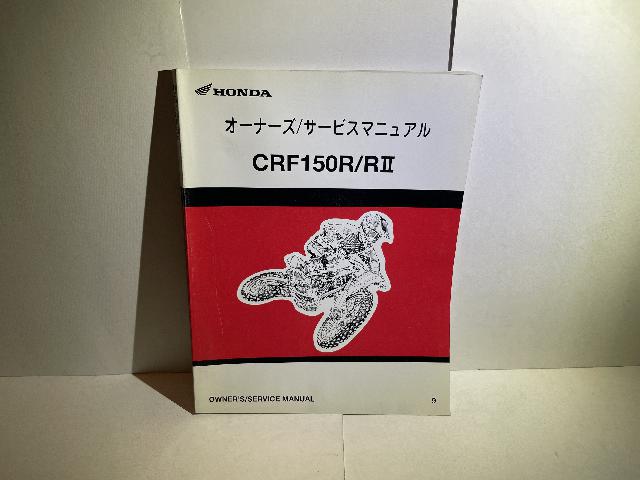 HONDA
オーナーズ/サービスマニュアル
CRF150R/RⅡ
OWNER'S/SERVICE MANUAL 9